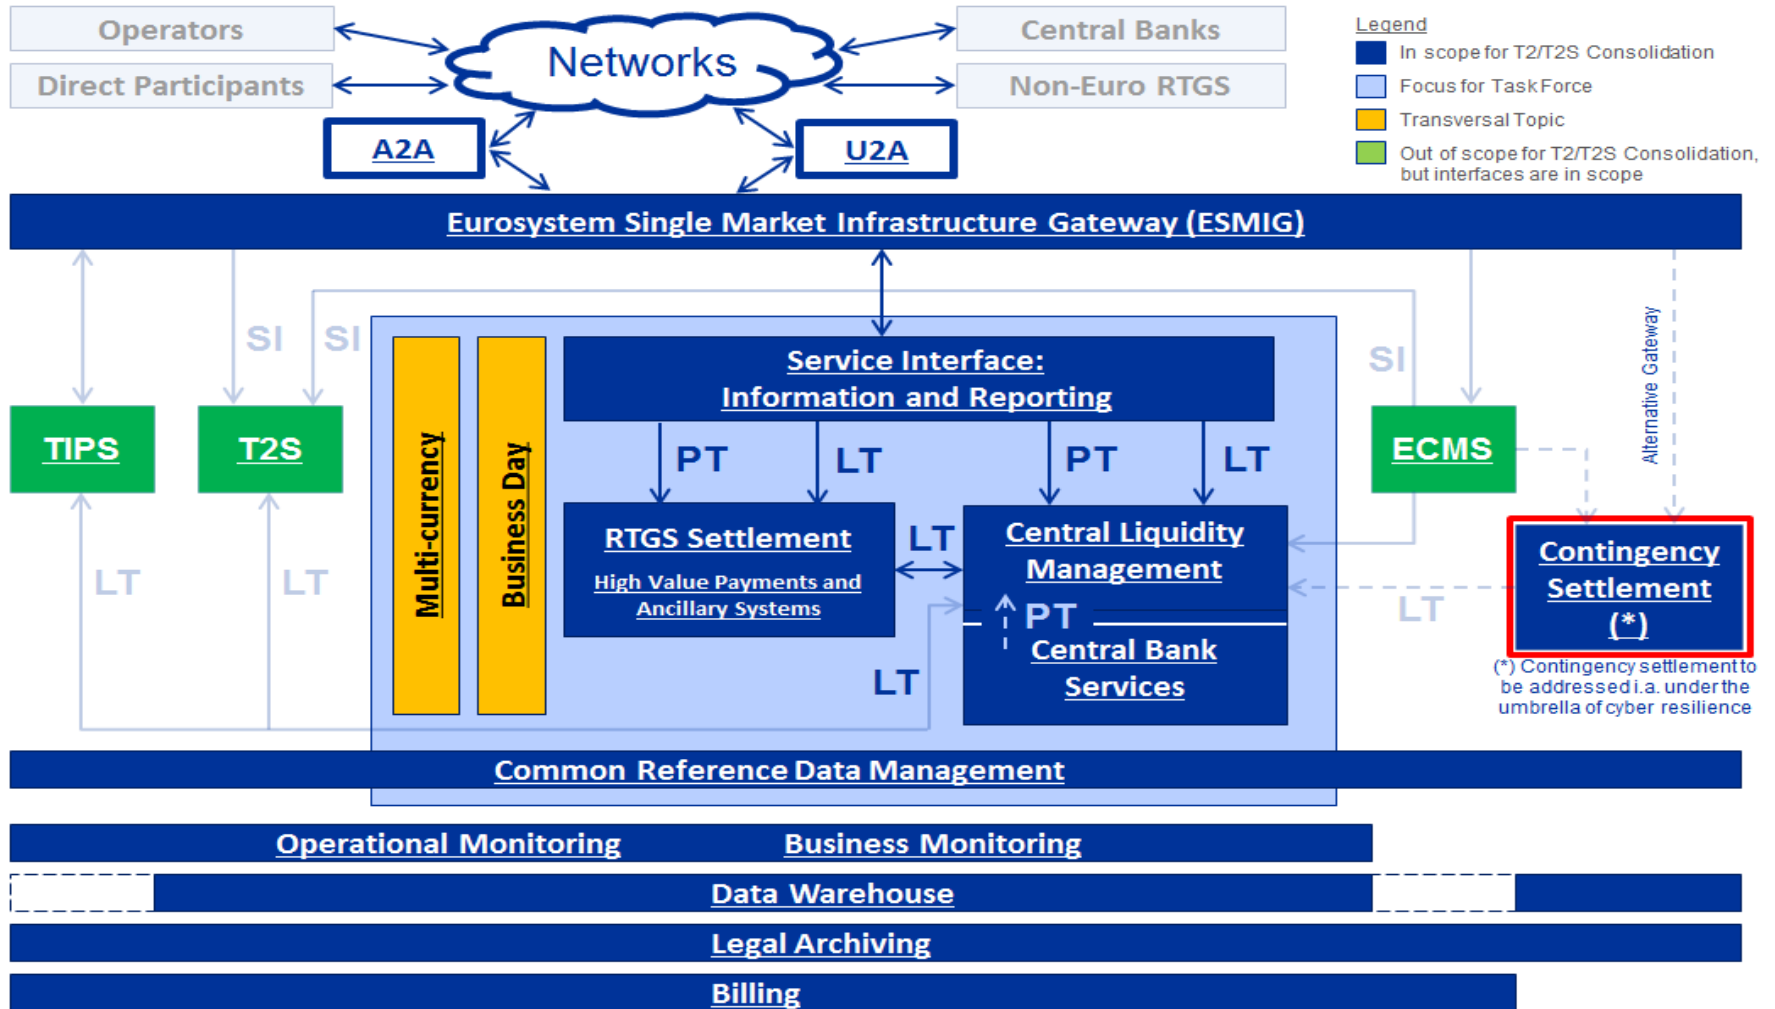 Operators
Direct Participants
Networks
Central Banks
Non-Euro RTGS
Legend
In scope for T2/T2S Consolidation
Focus for TaskForce
Transversal Topic
Out of scope for T2/T2S Consolidation,
but interfaces are in scope
A2A
U2A
Eurosystem Single Market Infrastructure Gateway (ESMIG)
SI
SI
SI
Alternative Gateway
Service Interface:
Information and Reporting
TIPS
T2S
Multi-currency
Business Day
PT
LT
PT
LT
ECMS
RTGS Settlement
High Value Payments and
Ancillary Systems
LT
Central Liquidity
Management
PT
Central Bank
Services
LT
LT
LT
LT
Contingency
Settlement
(*)
(*) Contingency settlement to
be addressed i.a. under the
umbrella of cyber resilience
Common Reference Data Management
Operational Monitoring
Business Monitoring
Data Warehouse
Legal Archiving
Billing